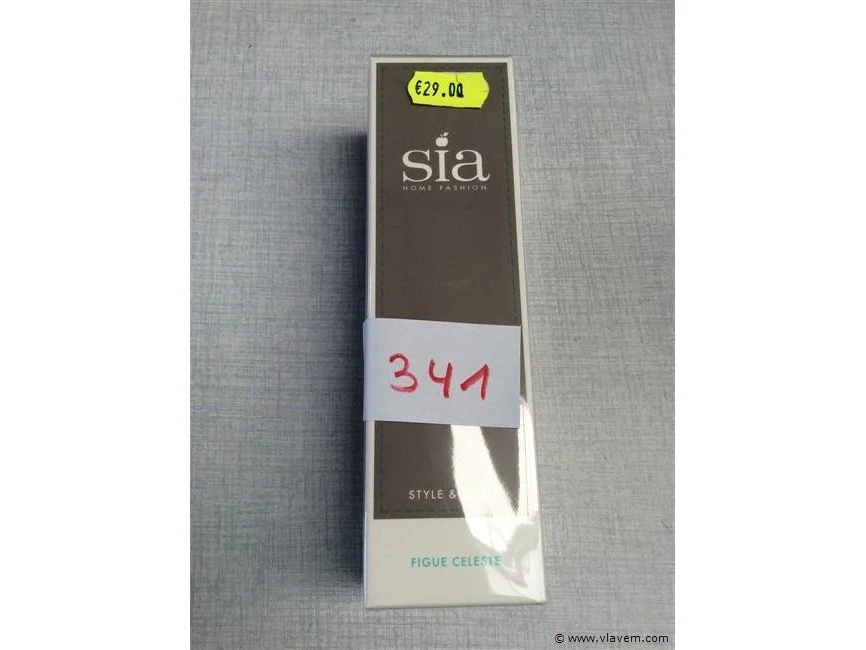 €29.00
sia
HOME FASHION
341
STYLE &
FIGUE CELESTE
© www.vlavem.com